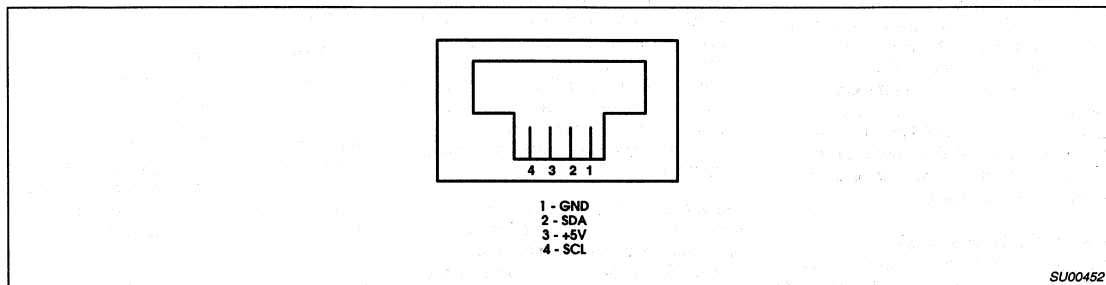 4 3 2 1
1 - GND
2 - SDA
3 - +5V
4 - SCL
SU00452